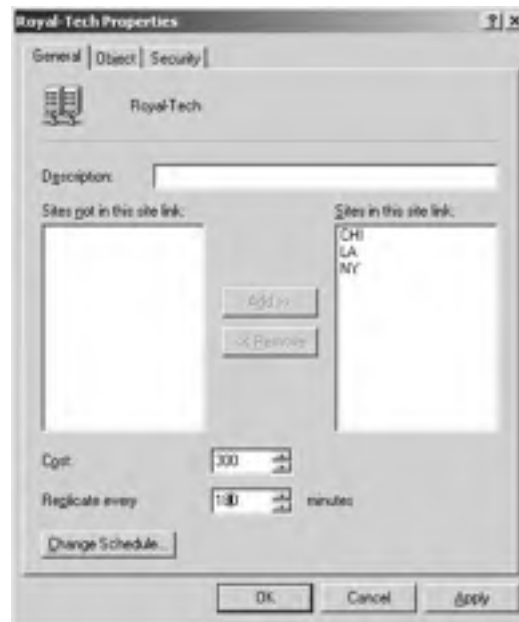 Royal-Tech Properties
General Object Security
Royal-Tech
Description:
Sites not in this site link:
Sites in this site link:
CHI
LA
NY
Add >>
<< Remove
Cost
300
Replicate every
180
minutes
Change Schedule...
OK
Cancel
Apply